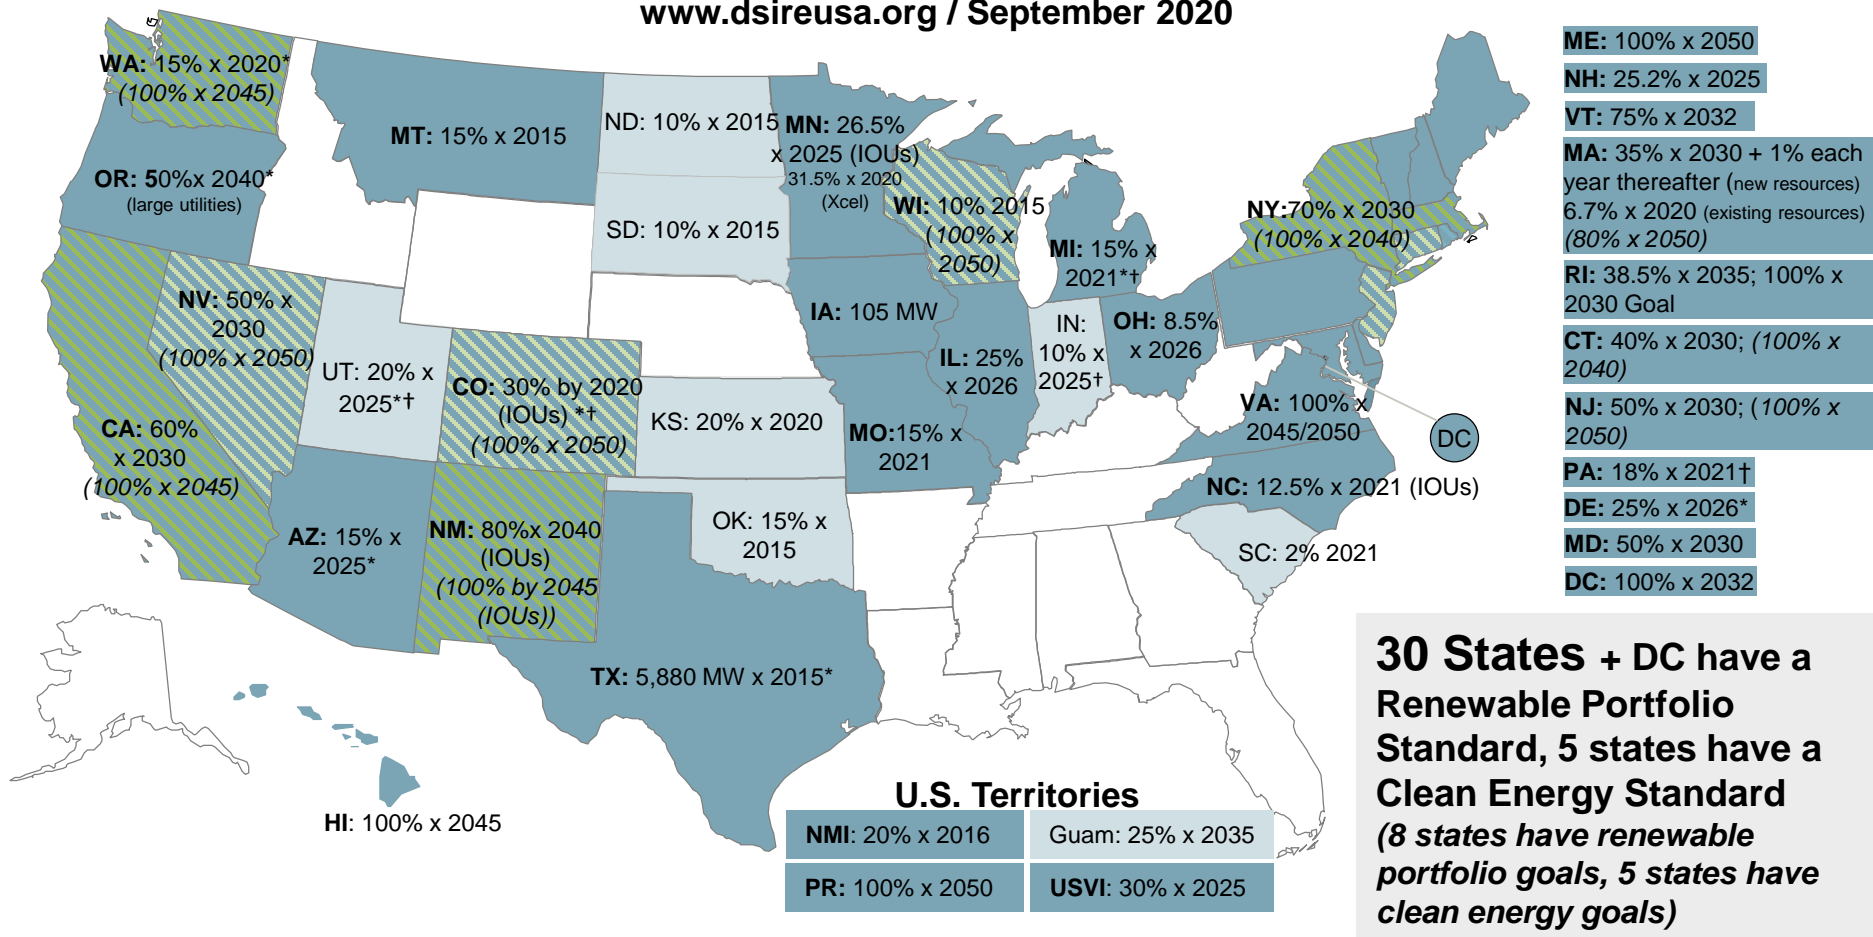 www.dsireusa.org / September 2020
WA: 15% x 2020*
(100% x 2045)
OR: 50%x 2040*
(large utilities)
MT: 15% x 2015
ND: 10% x 2015
SD: 10% x 2015
MN: 26.5%
x 2025 (IOUs)
31.5% x 2020
(Xcel)
WI: 10% 2015
(100% x
2050)
MI: 15% x
2021*†
NY:70% x 2030
(100% x 2040)
NV: 50% x
2030
(100% x 2050)
UT: 20% x
2025*†
CO: 30% by 2020
(IOUs) *†
(100% x 2050)
CA: 60%
x 2030
(100% x 2045)
KS: 20% x 2020
IA: 105 MW
MO:15% x
2021
IL: 25%
x 2026
IN:
10% x
2025†
OH: 8.5%
x 2026
VA: 100% x
2045/2050
DC
NC: 12.5% x 2021 (IOUs)
SC: 2% 2021
AZ: 15% x
2025*
NM: 80%x 2040
(IOUs)
(100% by 2045
(IOUs))
OK: 15% x
2015
TX: 5,880 MW x 2015*
HI: 100% x 2045
U.S. Territories
NMI: 20% x 2016
Guam: 25% x 2035
PR: 100% x 2050
USVI: 30% x 2025
ME: 100% x 2050
NH: 25.2% x 2025
VT: 75% x 2032
MA: 35% x 2030 + 1% each
year thereafter (new resources)
6.7% x 2020 (existing resources)
(80% x 2050)
RI: 38.5% x 2035; 100% x
2030 Goal
CT: 40% x 2030; (100% x
2040)
NJ: 50% x 2030; (100% x
2050)
PA: 18% x 2021†
DE: 25% x 2026*
MD: 50% x 2030
DC: 100% x 2032
30 States + DC have a
Renewable Portfolio
Standard, 5 states have a
Clean Energy Standard
(8 states have renewable
portfolio goals, 5 states have
clean energy goals)